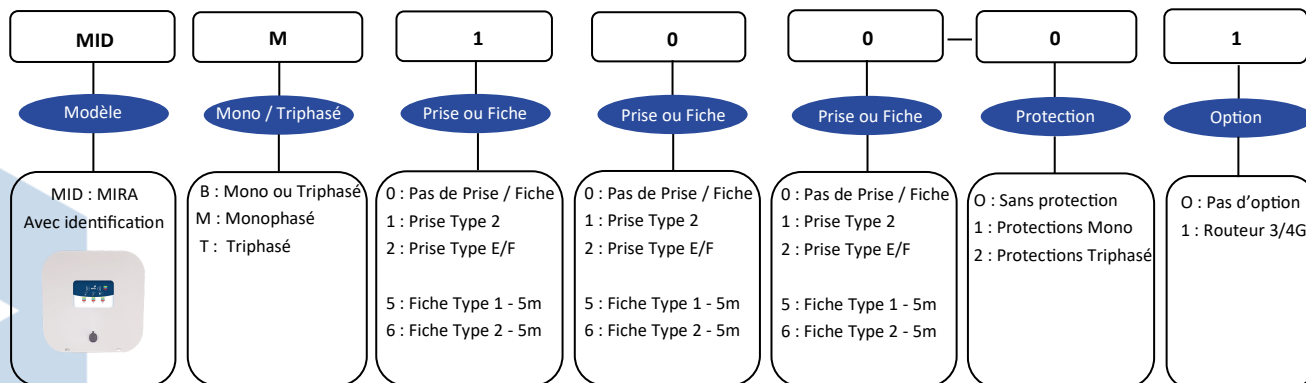 MID
M
1
0
0
—
0
1
Modèle
Mono / Triphasé
Prise ou Fiche
Prise ou Fiche
Prise ou Fiche
Protection
Option
MID : MIRA
Avec identification
B : Mono ou Triphasé
M : Monophasé
T : Triphasé
0 : Pas de Prise / Fiche
1 : Prise Type 2
2 : Prise Type E/F
5 : Fiche Type 1 - 5m
6 : Fiche Type 2 - 5m
0 : Pas de Prise / Fiche
1 : Prise Type 2
2 : Prise Type E/F
5 : Fiche Type 1 - 5m
6 : Fiche Type 2 - 5m
0 : Pas de Prise / Fiche
1 : Prise Type 2
2 : Prise Type E/F
5 : Fiche Type 1 - 5m
6 : Fiche Type 2 - 5m
O : Sans protection
1 : Protections Mono
2 : Protections Triphasé
O : Pas d’option
1 : Routeur 3/4G